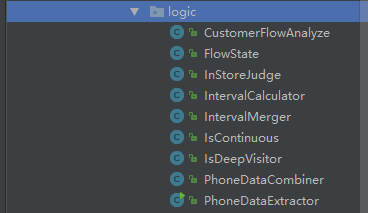 logic
CustomerFlowAnalyze
FlowState
InStoreJudge
IntervalCalculator
IntervalMerger
IsContinuous
IsDeepVisitor
PhoneDataCombiner
PhoneDataExtractor